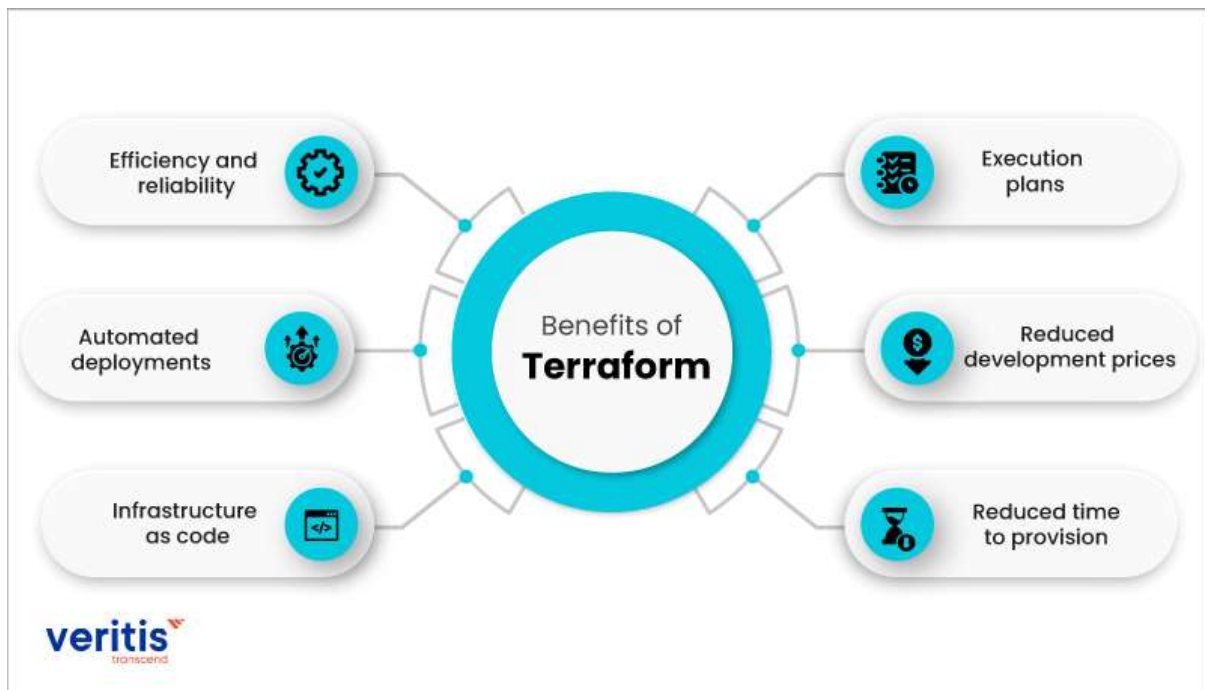 Efficiency and
reliability
Automated
deployments
Infrastructure
as code
Benefits of
Terraform
Execution
plans
Reduced
development prices
Reduced time
to provision
veritis
transcend